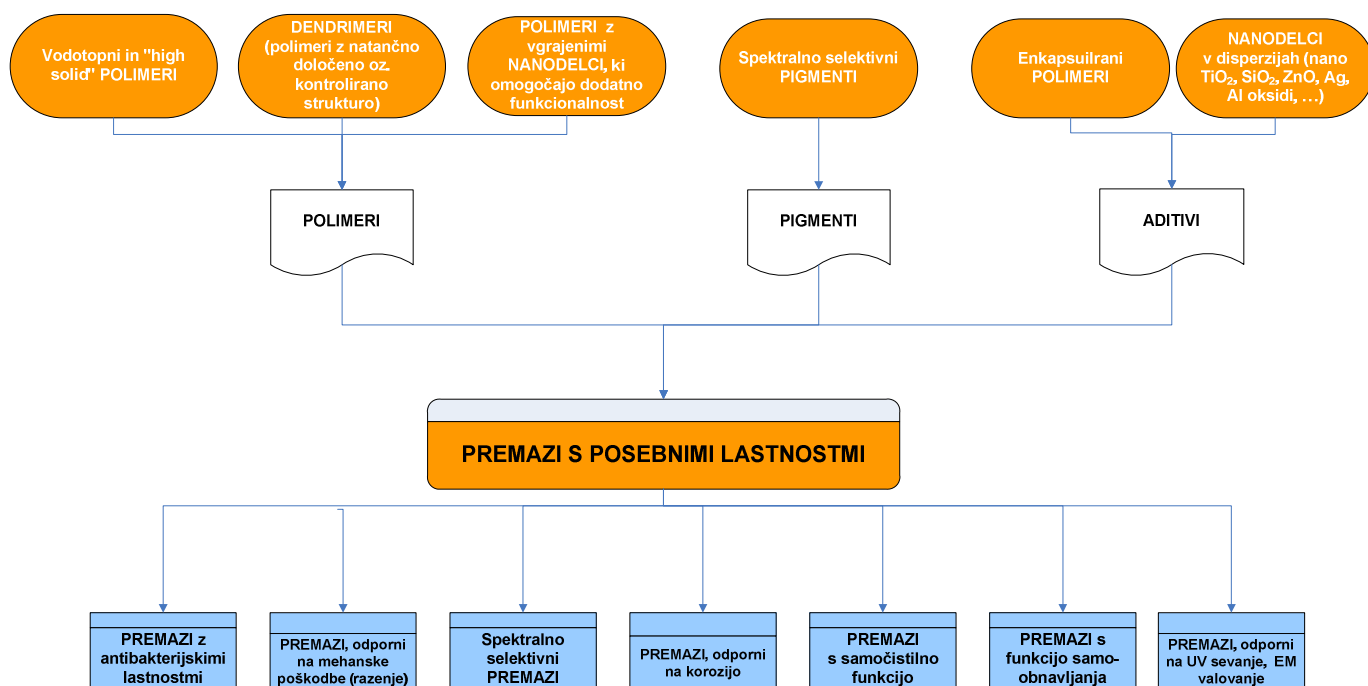 Vodotopni in "high
solid" POLIMERI
DENDRIMERI
(polimeri z natančno
določeno oz.
kontrolirano
strukturo)
POLIMERI z
vgrajenimi
NANODELCI, ki
omogočajo dodatno
funkcionalnost
Spektralno selektivni
PIGMENTI
Enkapsuilrani
POLIMERI
NANODELCI
v disperzijah (nano
TiO₂, SiO₂, ZnO, Ag,
Al oksidi, …)
POLIMERI
PIGMENTI
ADITIVI
PREMAZI S POSEBNIMI LASTNOSTMI
PREMAZI z
antibakterijskimi
lastnostmi
PREMAZI, odporni
na mehanske
poškodbe (razenje)
Spektralno
selektivni
PREMAZI
PREMAZI, odporni
na korozijo
PREMAZI
s samočistilno
funkcijo
PREMAZI s
funkcijo samo-
obnavljanja
PREMAZI, odporni
na UV sevanje, EM
valovanje